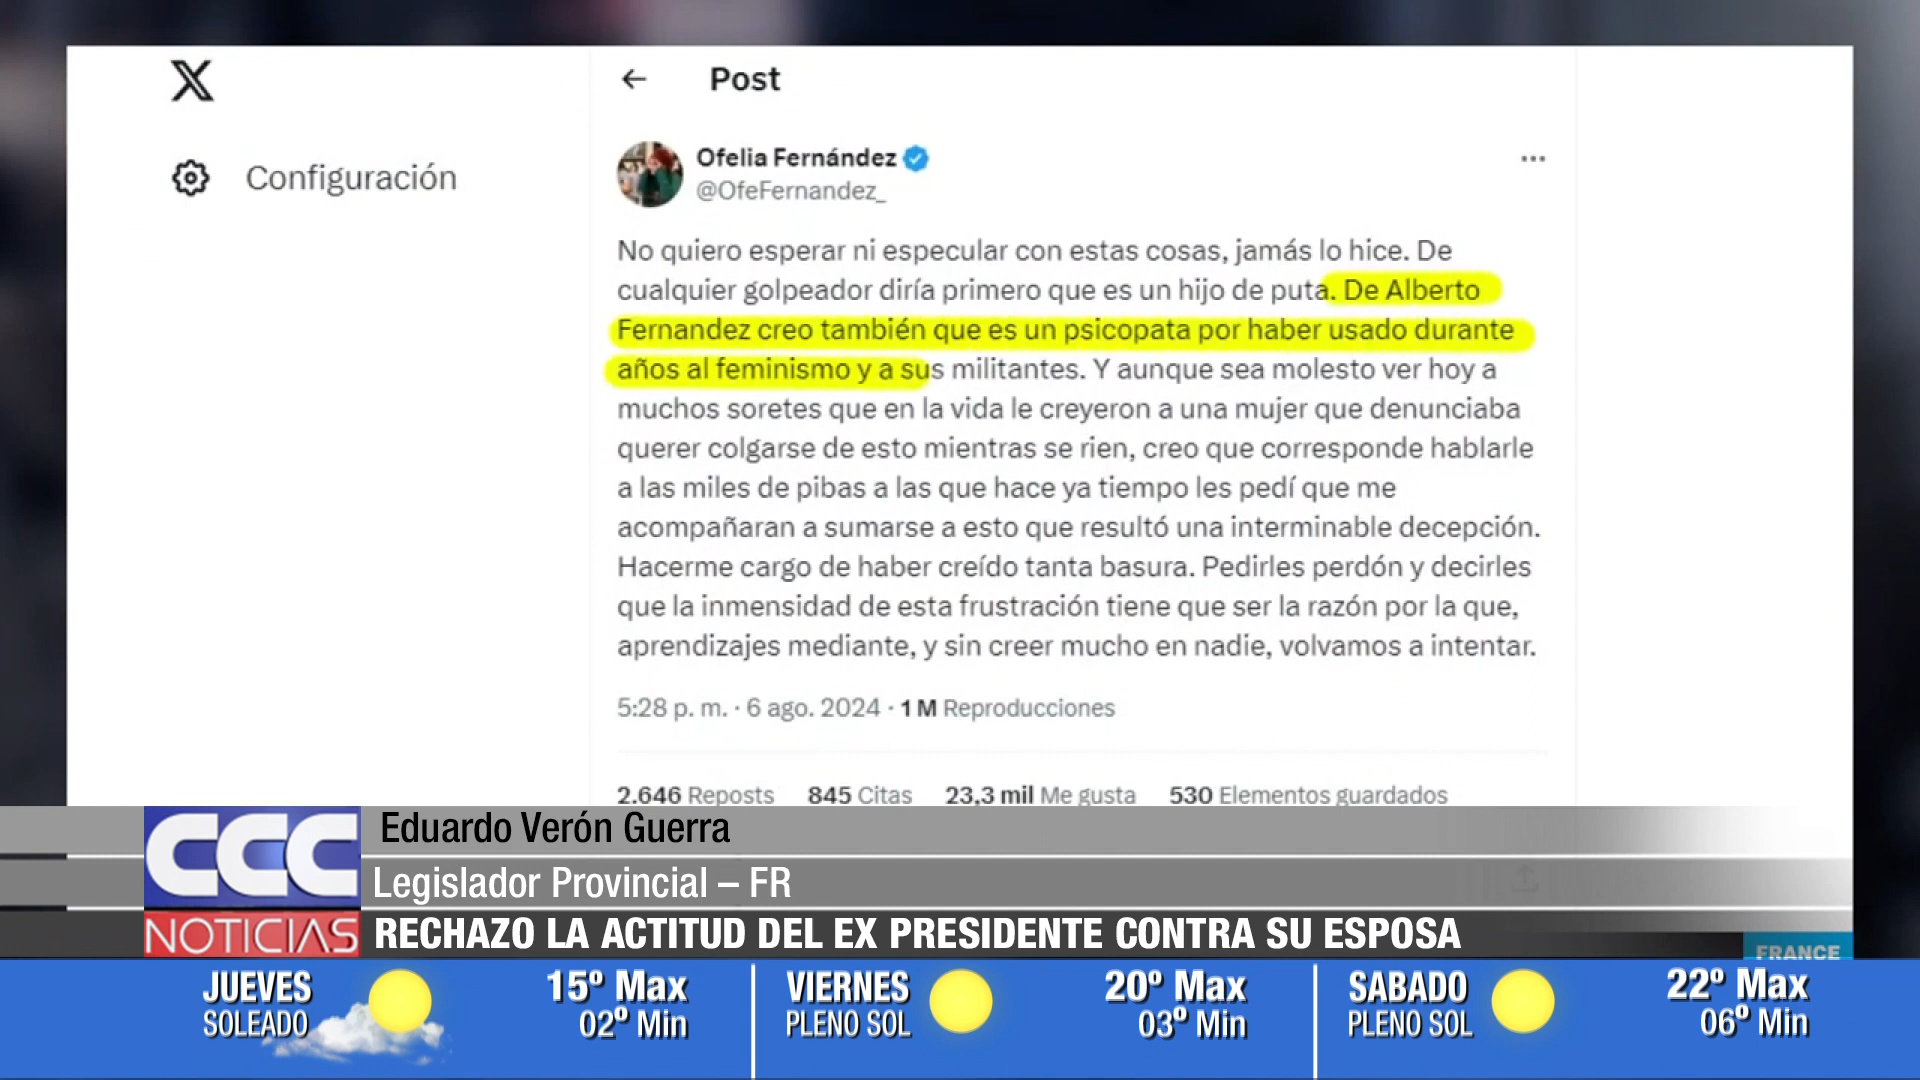 X
Post
Configuración
Ofelia Fernández
@OfeFernandez_
No quiero esperar ni especular con estas cosas, jamás lo hice. De
cualquier golpeador diría primero que es un hijo de puta. De Alberto
Fernandez creo también que es un psicopata por haber usado durante
años al feminismo y a sus militantes. Y aunque sea molesto ver hoy a
muchos soretes que en la vida le creyeron a una mujer que denunciaba
querer colgarse de esto mientras se rien, creo que corresponde hablarle
a las miles de pibas a las que hace ya tiempo les pedí que me
acompañaran a sumarse a esto que resultó una interminable decepción.
Hacerme cargo de haber creído tanta basura. Pedirles perdón y decirles
que la inmensidad de esta frustración tiene que ser la razón por la que,
aprendizajes mediante, y sin creer mucho en nadie, volvamos a intentar.
5:28 p. m. · 6 ago. 2024 · 1 M Reproducciones
2.646 Reposts 845 Citas 23,3 mil Me gusta 530 Elementos guardados
CCC
NOTICIAS
Eduardo Verón Guerra
Legislador Provincial – FR
RECHAZO LA ACTITUD DEL EX PRESIDENTE CONTRA SU ESPOSA
FRANCE
JUEVES
SOLEADO
15º Max
02º Min
VIERNES
PLENO SOL
20º Max
03º Min
SABADO
PLENO SOL
22º Max
06º Min